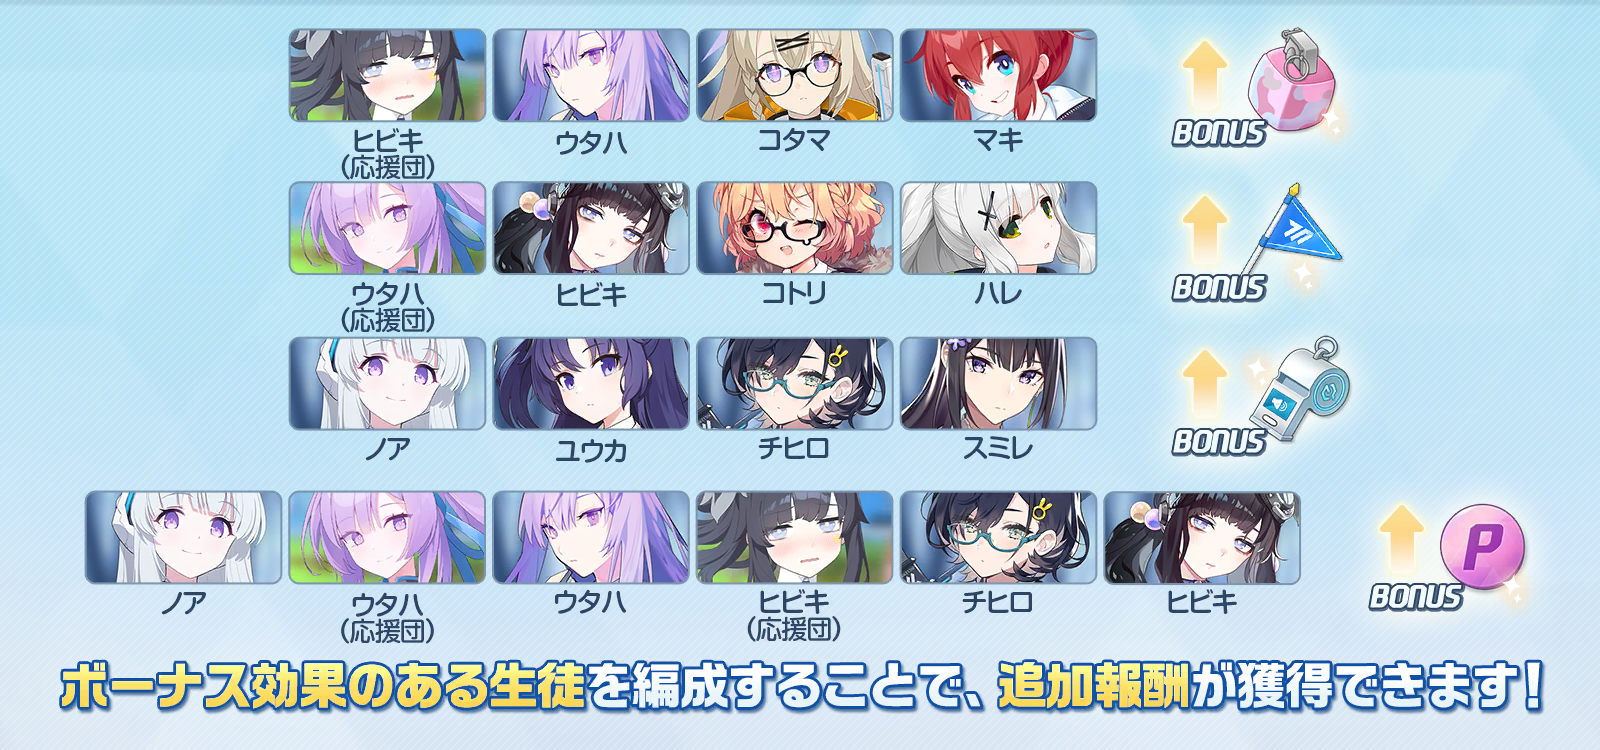 ヒビキ
(応援団)
ウタハ
コタマ
マキ
BONUS
ウタハ
(応援団)
ヒビキ
コトリ
ハレ
BONUS
ノア
ユウカ
チヒロ
スミレ
BONUS
ノア
ウタハ
(応援団)
ウタハ
ヒビキ
(応援団)
チヒロ
ヒビキ
BONUS
P
ボーナス効果のある生徒を編成することで、追加報酬が獲得できます!